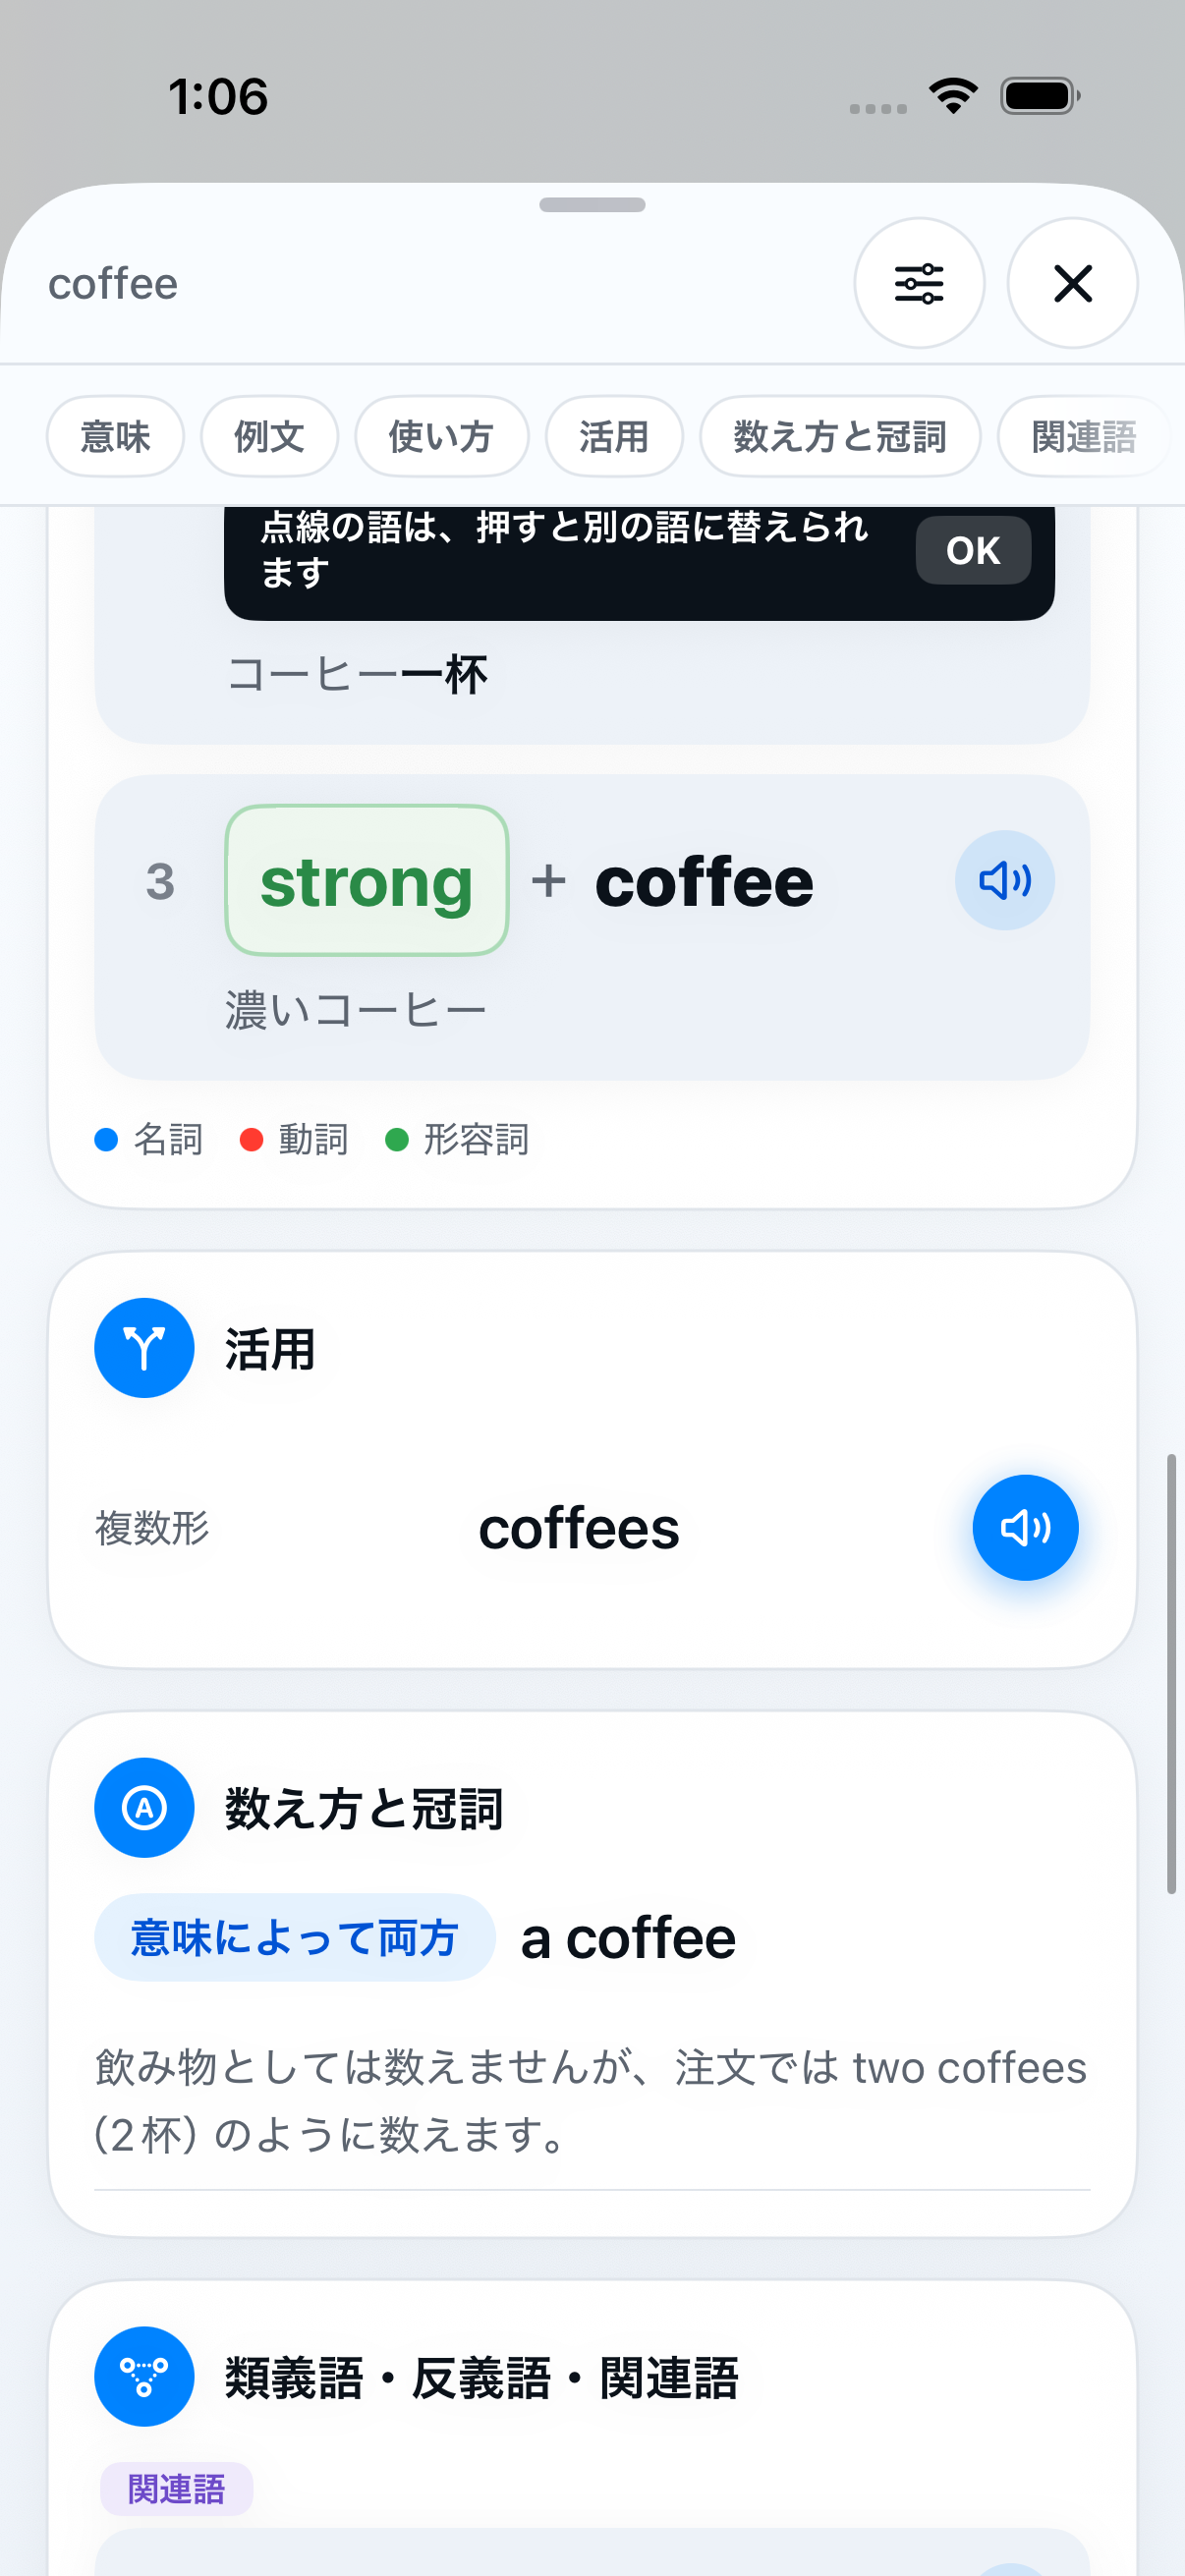 1:06
coffee
意味
例文
使い方
活用
数え方と冠詞
関連語
点線の語は、押すと別の語に替えられ
ます
OK
コーヒー一杯
3 strong + coffee
濃いコーヒー
名詞 動詞 形容詞
活用
複数形 coffees
A 数え方と冠詞
意味によって両方 a coffee
飲み物としては数えませんが、注文では two coffees
(2杯) のように数えます。
類義語・反義語・関連語
関連語